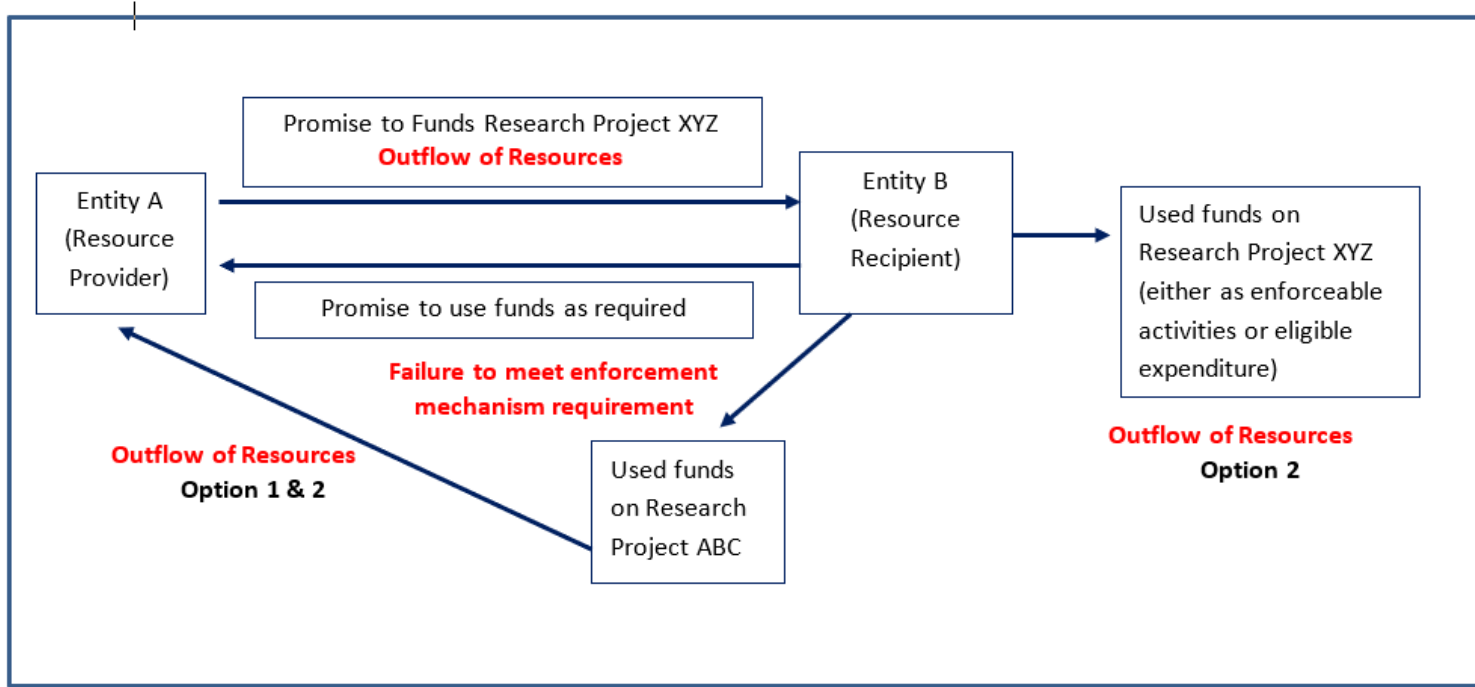 Promise to Funds Research Project XYZ
Outflow of Resources
Entity A
(Resource
Provider)
Entity B
(Resource
Recipient)
Used funds on
Research Project XYZ
(either as enforceable
activities or eligible
expenditure)
Promise to use funds as required
Failure to meet enforcement
mechanism requirement
Outflow of Resources
Option 1 & 2
Outflow of Resources
Option 2
Used funds
on Research
Project ABC